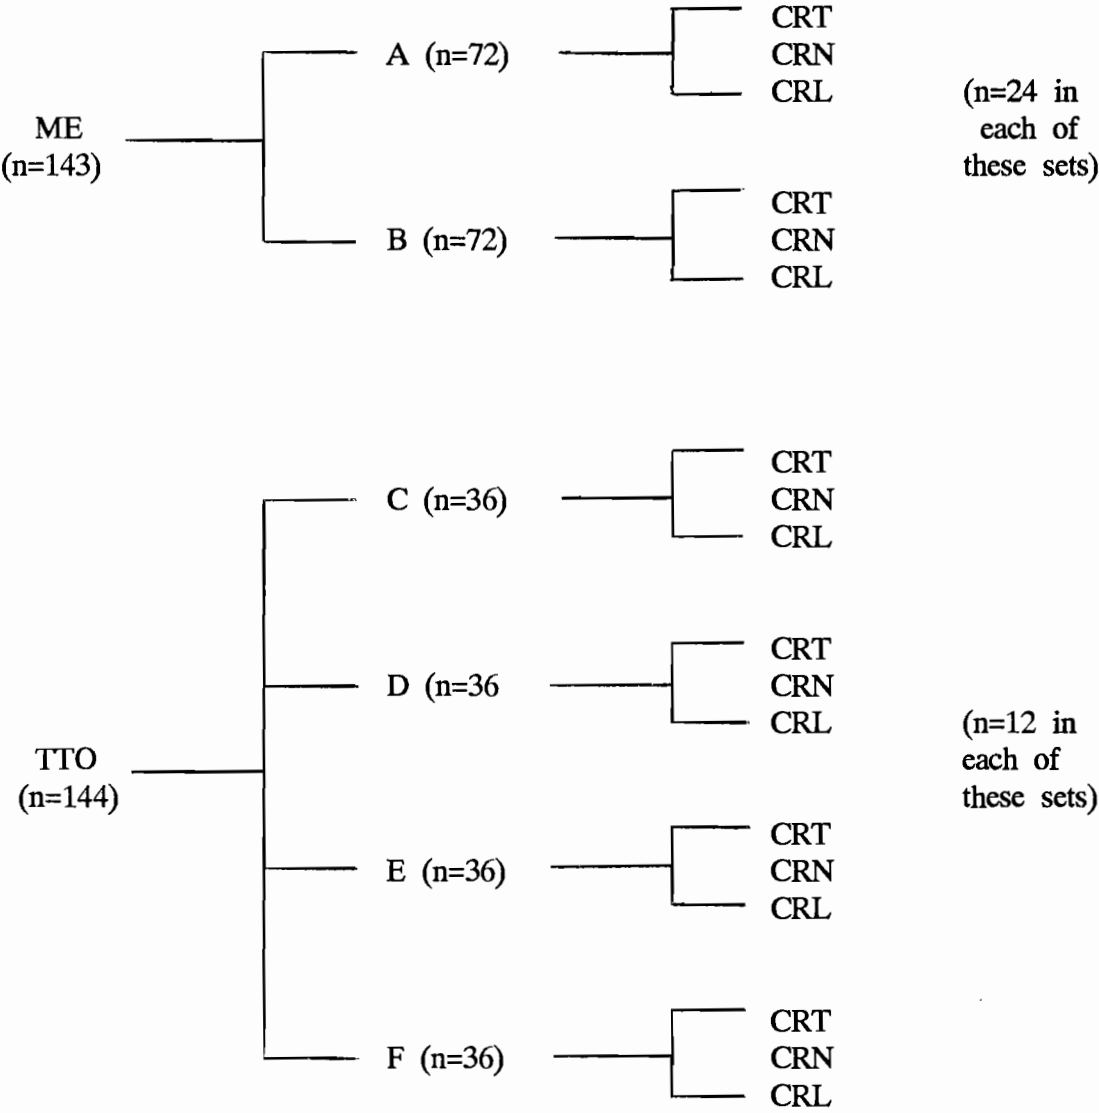 ME
(n=143)
A (n=72)
CRT
CRN
CRL
B (n=72)
CRT
CRN
CRL
(n=24 in
each of
these sets)
TTO
(n=144)
C (n=36)
CRT
CRN
CRL
D (n=36
CRT
CRN
CRL
E (n=36)
CRT
CRN
CRL
F (n=36)
CRT
CRN
CRL
(n=12 in
each of
these sets)